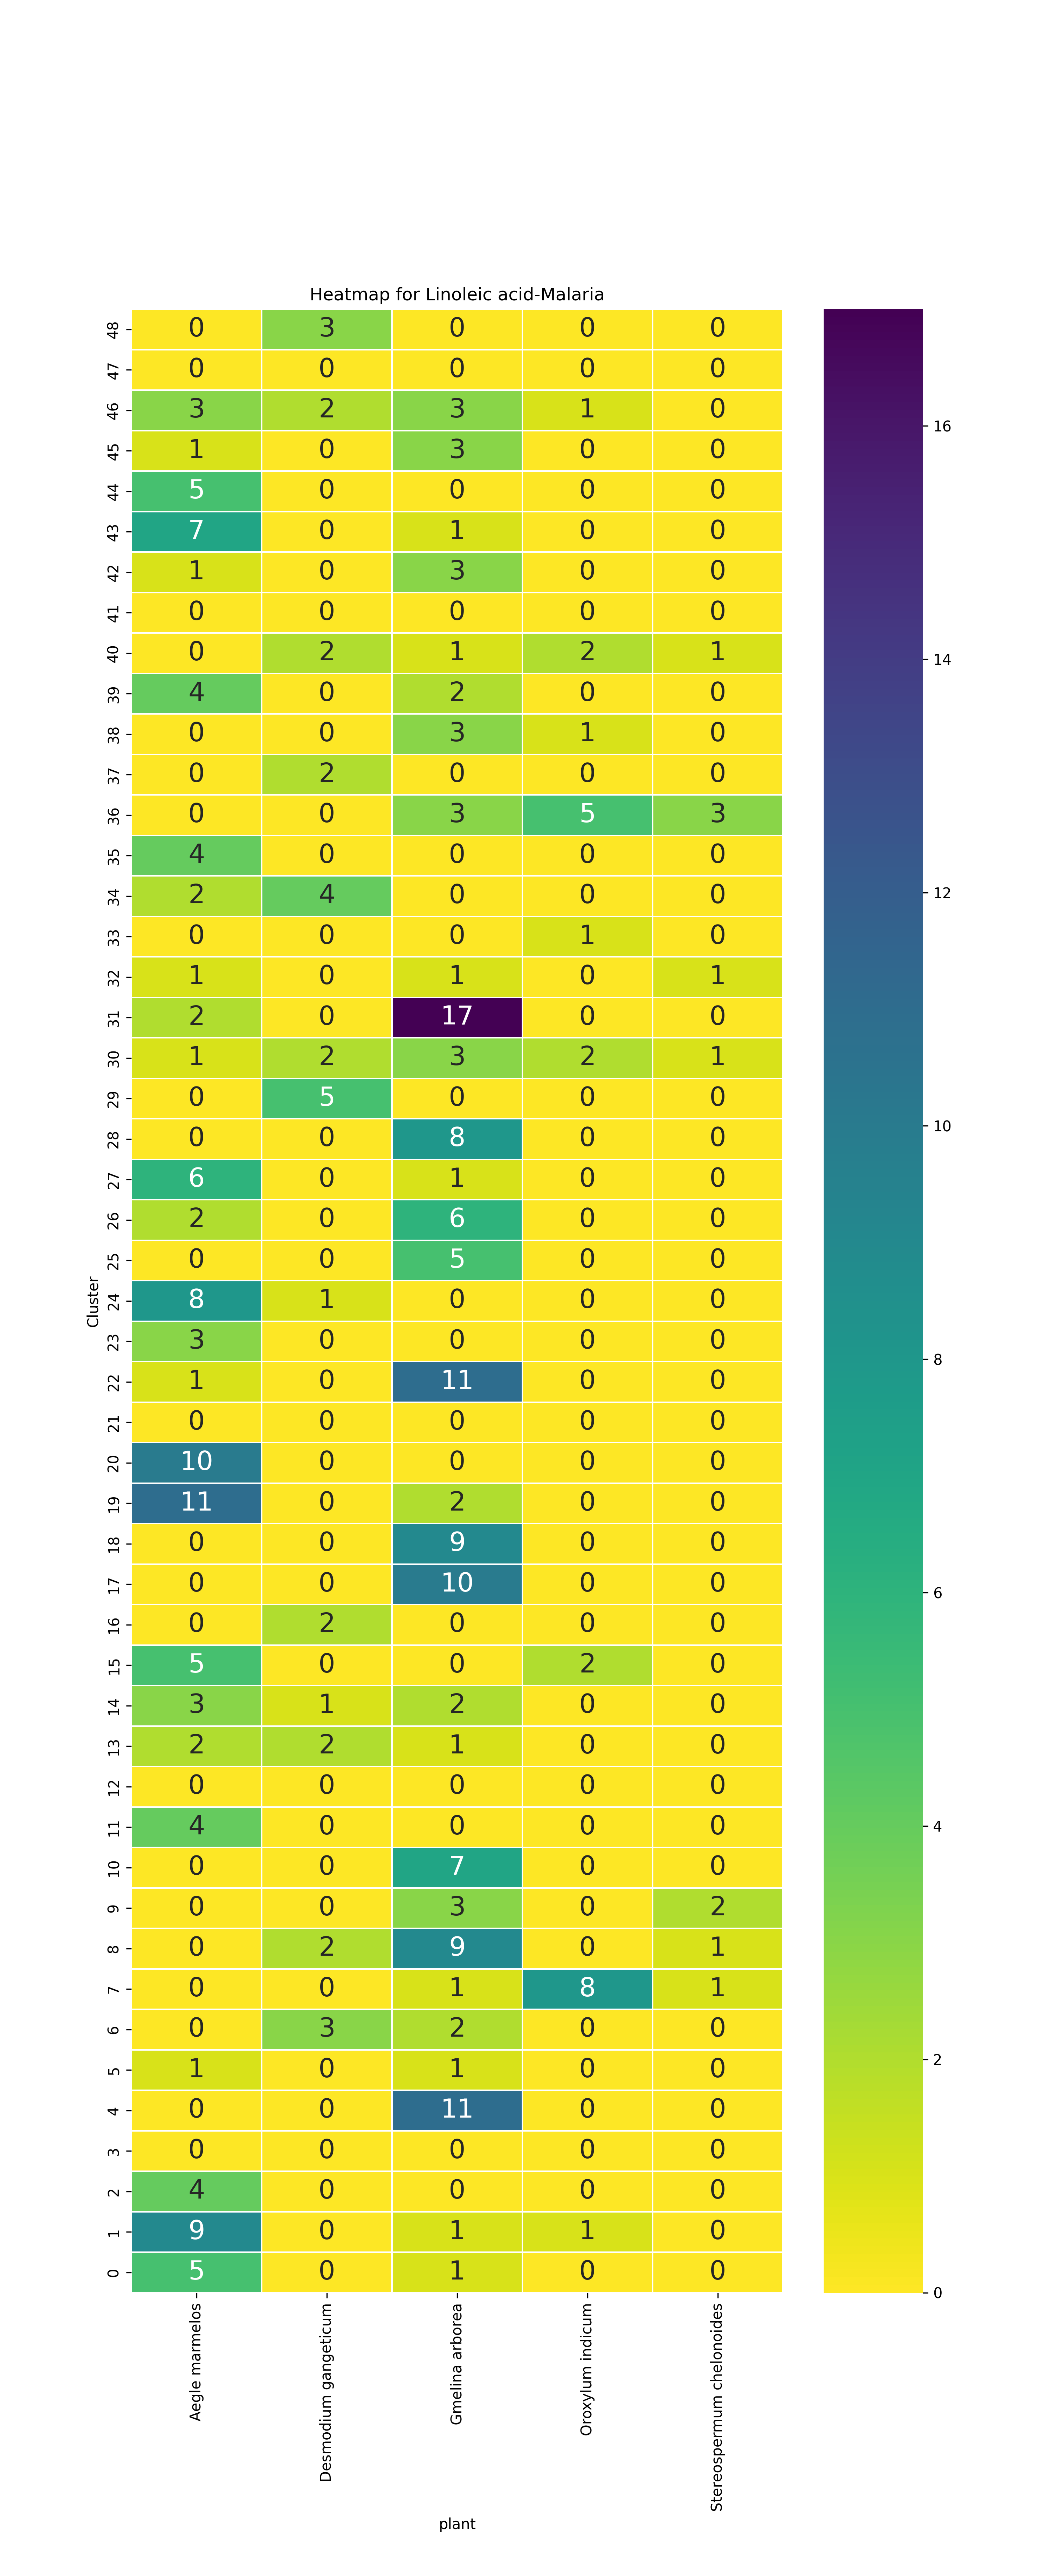 Heatmap for Linoleic acid-Malaria
48 0 3 0 0 0
47 0 0 0 0 0
46 3 2 3 1 0
45 1 0 3 0 0
44 5 0 0 0 0
43 7 0 1 0 0
42 1 0 3 0 0
41 0 0 0 0 0
40 0 2 1 2 1
39 4 0 2 0 0
38 0 0 3 1 0
37 0 2 0 0 0
36 0 0 3 5 3
35 4 0 0 0 0
34 2 4 0 0 0
33 0 0 0 1 0
32 1 0 1 0 1
31 2 0 17 0 0
30 1 2 3 2 1
29 0 5 0 0 0
28 0 0 8 0 0
27 6 0 1 0 0
26 2 0 6 0 0
25 0 0 5 0 0
24 8 1 0 0 0
23 3 0 0 0 0
22 1 0 11 0 0
21 0 0 0 0 0
20 10 0 0 0 0
19 11 0 2 0 0
18 0 0 9 0 0
17 0 0 10 0 0
16 0 2 0 0 0
15 5 0 0 2 0
14 3 1 2 0 0
13 2 2 1 0 0
12 0 0 0 0 0
11 4 0 0 0 0
10 0 0 7 0 0
9 0 0 3 0 2
8 0 2 9 0 1
7 0 0 1 8 1
6 0 3 2 0 0
5 1 0 1 0 0
4 0 0 11 0 0
3 0 0 0 0 0
2 4 0 0 0 0
1 9 0 1 1 0
0 5 0 1 0 0
Cluster
Aegle marmelos
Desmodium gangeticum
Gmelina arborea
Oroxylum indicum
Stereospermum chelonoides
plant
16
14
12
10
8
6
4
2
0